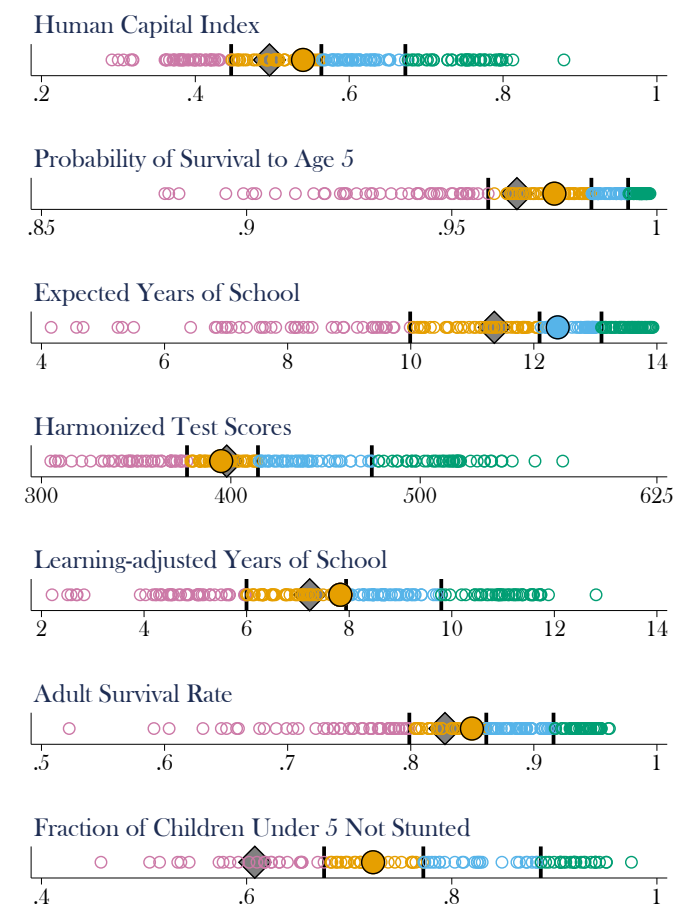 Human Capital Index
.2 .4 .6 .8 1
Probability of Survival to Age 5
.85 .9 .95 1
Expected Years of School
4 6 8 10 12 14
Harmonized Test Scores
300 400 500 625
Learning-adjusted Years of School
2 4 6 8 10 12 14
Adult Survival Rate
.5 .6 .7 .8 .9 1
Fraction of Children Under 5 Not Stunted
.4 .6 .8 1